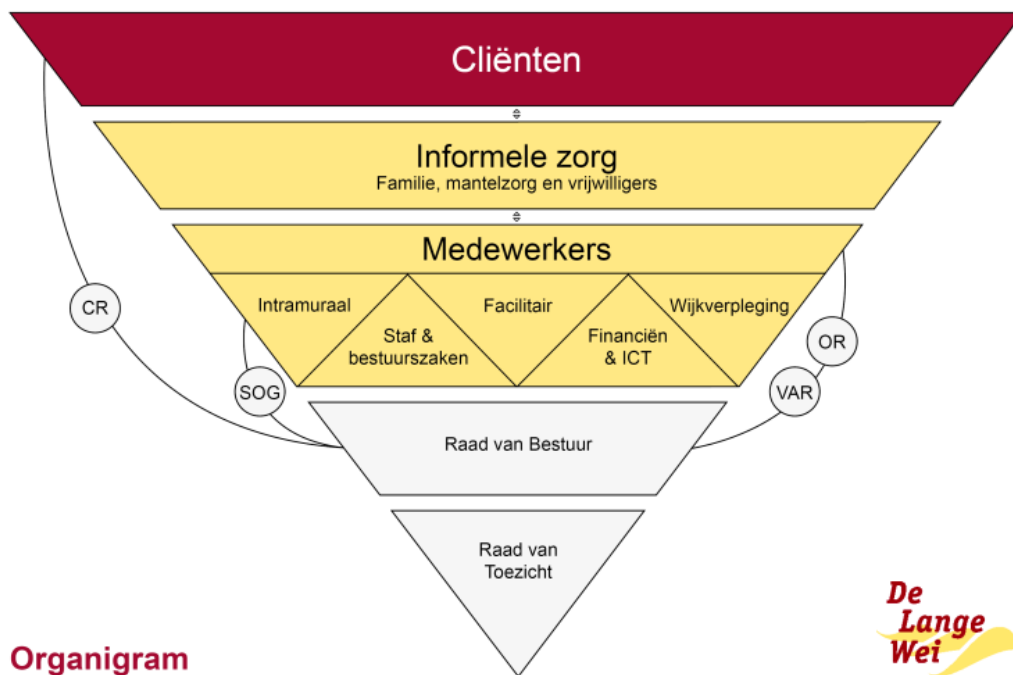 Cliënten
Informele zorg
Familie, mantelzorg en vrijwilligers
Medewerkers
Intramuraal
Facilitair
Wijkverpleging
Staf &
bestuurszaken
Financiën
& ICT
CR
SOG
OR
VAR
Raad van Bestuur
Raad van
Toezicht
Organigram
De
Lange
Wei